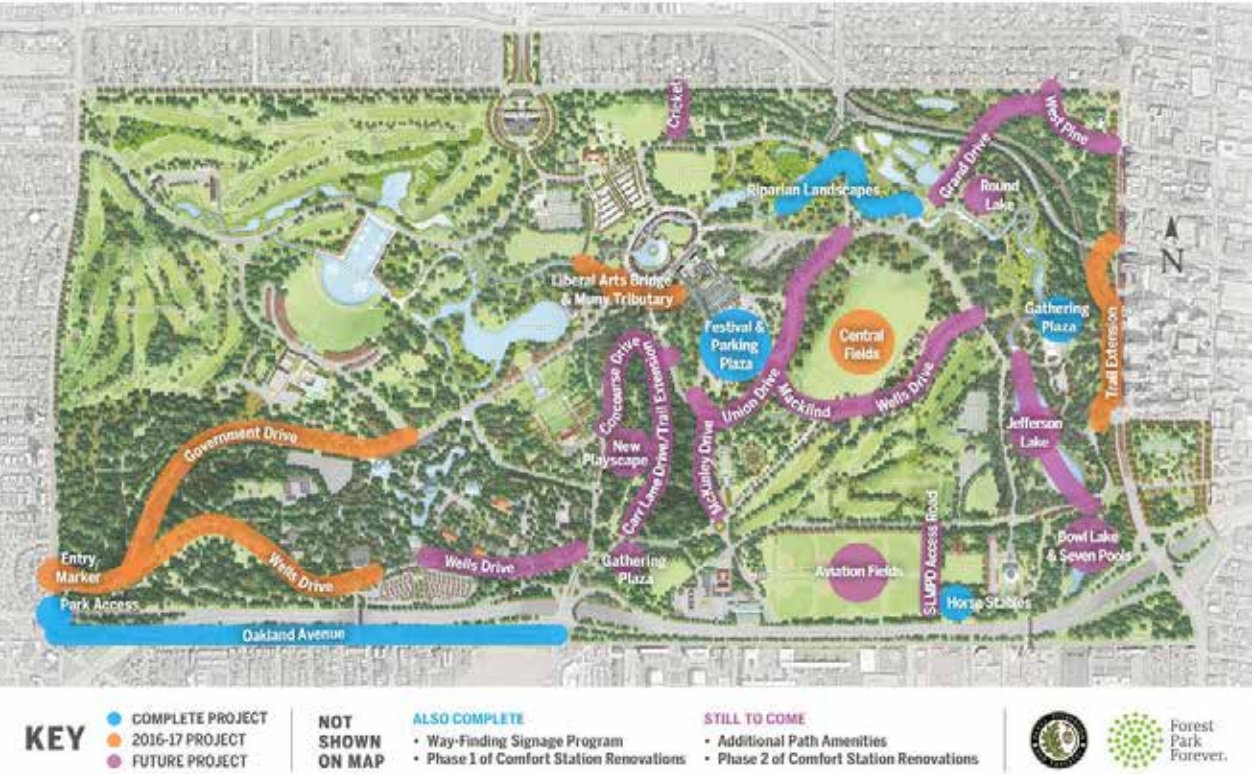 Cricket
West Pine
Grand Drive
Riparian Landscapes
Round
Lake
N
Liberal Arts Bridge
& Muny Tributary
Gathering
Plaza
Festival &
Parking
Plaza
Central
Fields
Trail Extension
Concourse Drive
Carr Lane Drive/Trail Extension
Union Drive
Macklind
Wells Drive
McKinley Drive
New
Playscape
Jefferson
Lake
Government Drive
SLMPD Access Road
Bowl Lake
& Seven Pools
Entry
Marker
Wells Drive
Wells Drive
Gathering
Plaza
Aviation Fields
Park Access
Horse Stables
Oakland Avenue
KEY
COMPLETE PROJECT
2016-17 PROJECT
FUTURE PROJECT
NOT
SHOWN
ON MAP
ALSO COMPLETE
• Way-Finding Signage Program
• Phase 1 of Comfort Station Renovations
STILL TO COME
• Additional Path Amenities
• Phase 2 of Comfort Station Renovations
Forest
Park
Forever.